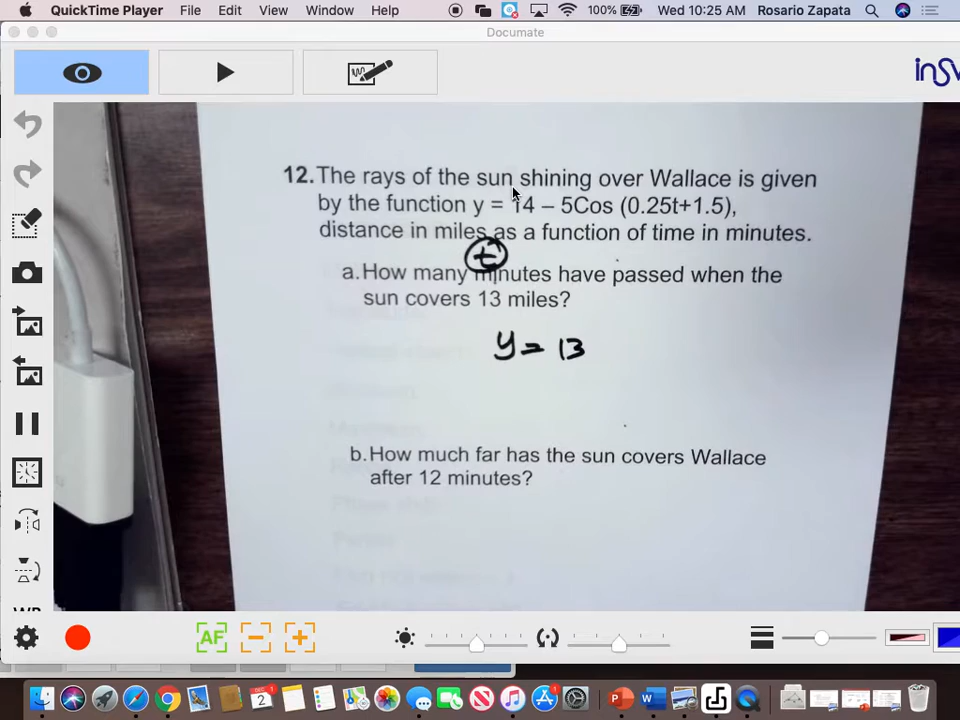 QuickTime Player File Edit View Window Help 100% Wed 10:25 AM Rosario Zapata
Documate
12. The rays of the sun shining over Wallace is given
by the function y = 14 – 5Cos (0.25t+1.5),
distance in miles as a function of time in minutes.
t
a. How many minutes have passed when the
sun covers 13 miles?
y = 13
b. How much far has the sun covers Wallace
after 12 minutes?
AF